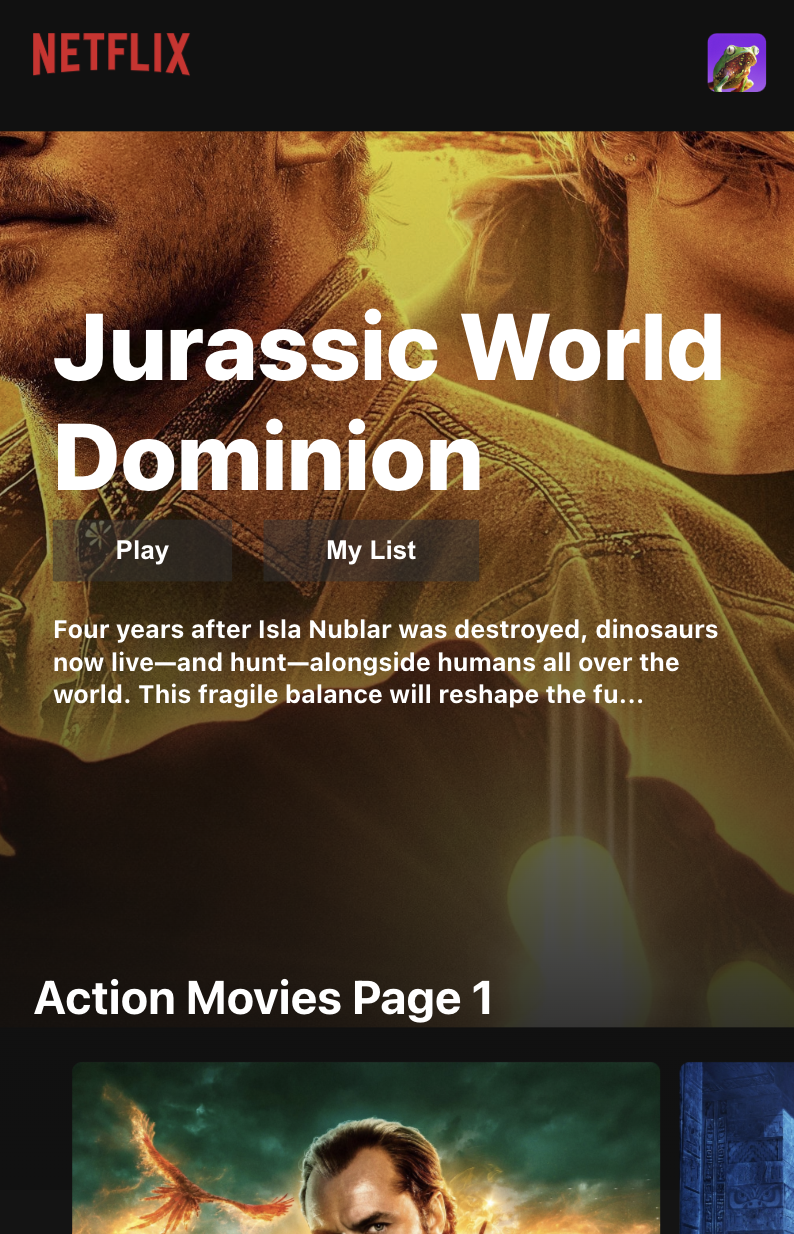 NETFLIX
Jurassic World
Dominion
Play
My List
Four years after Isla Nublar was destroyed, dinosaurs
now live—and hunt—alongside humans all over the
world. This fragile balance will reshape the fu...
Action Movies Page 1